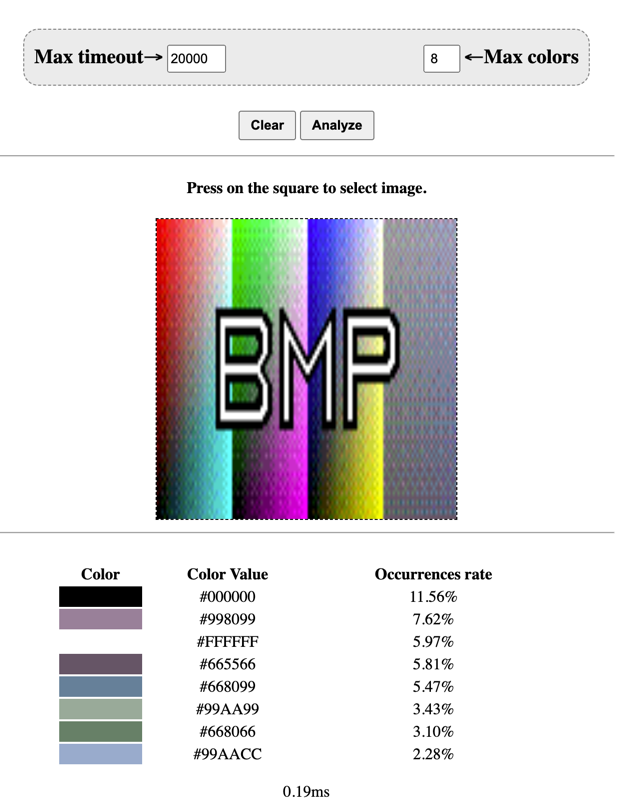 Max timeout→ 20000 8 ←Max colors
Clear Analyze
Press on the square to select image.
BMP
Color Color Value Occurrences rate
#000000 11.56%
#998099 7.62%
#FFFFFF 5.97%
#665566 5.81%
#668099 5.47%
#99AA99 3.43%
#668066 3.10%
#99AACC 2.28%
0.19ms